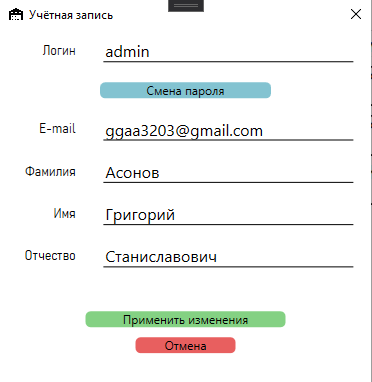 Учётная запись
Логин admin
Смена пароля
E-mail ggaa3203@gmail.com
Фамилия Асонов
Имя Григорий
Отчество Станиславович
Применить изменения
Отмена